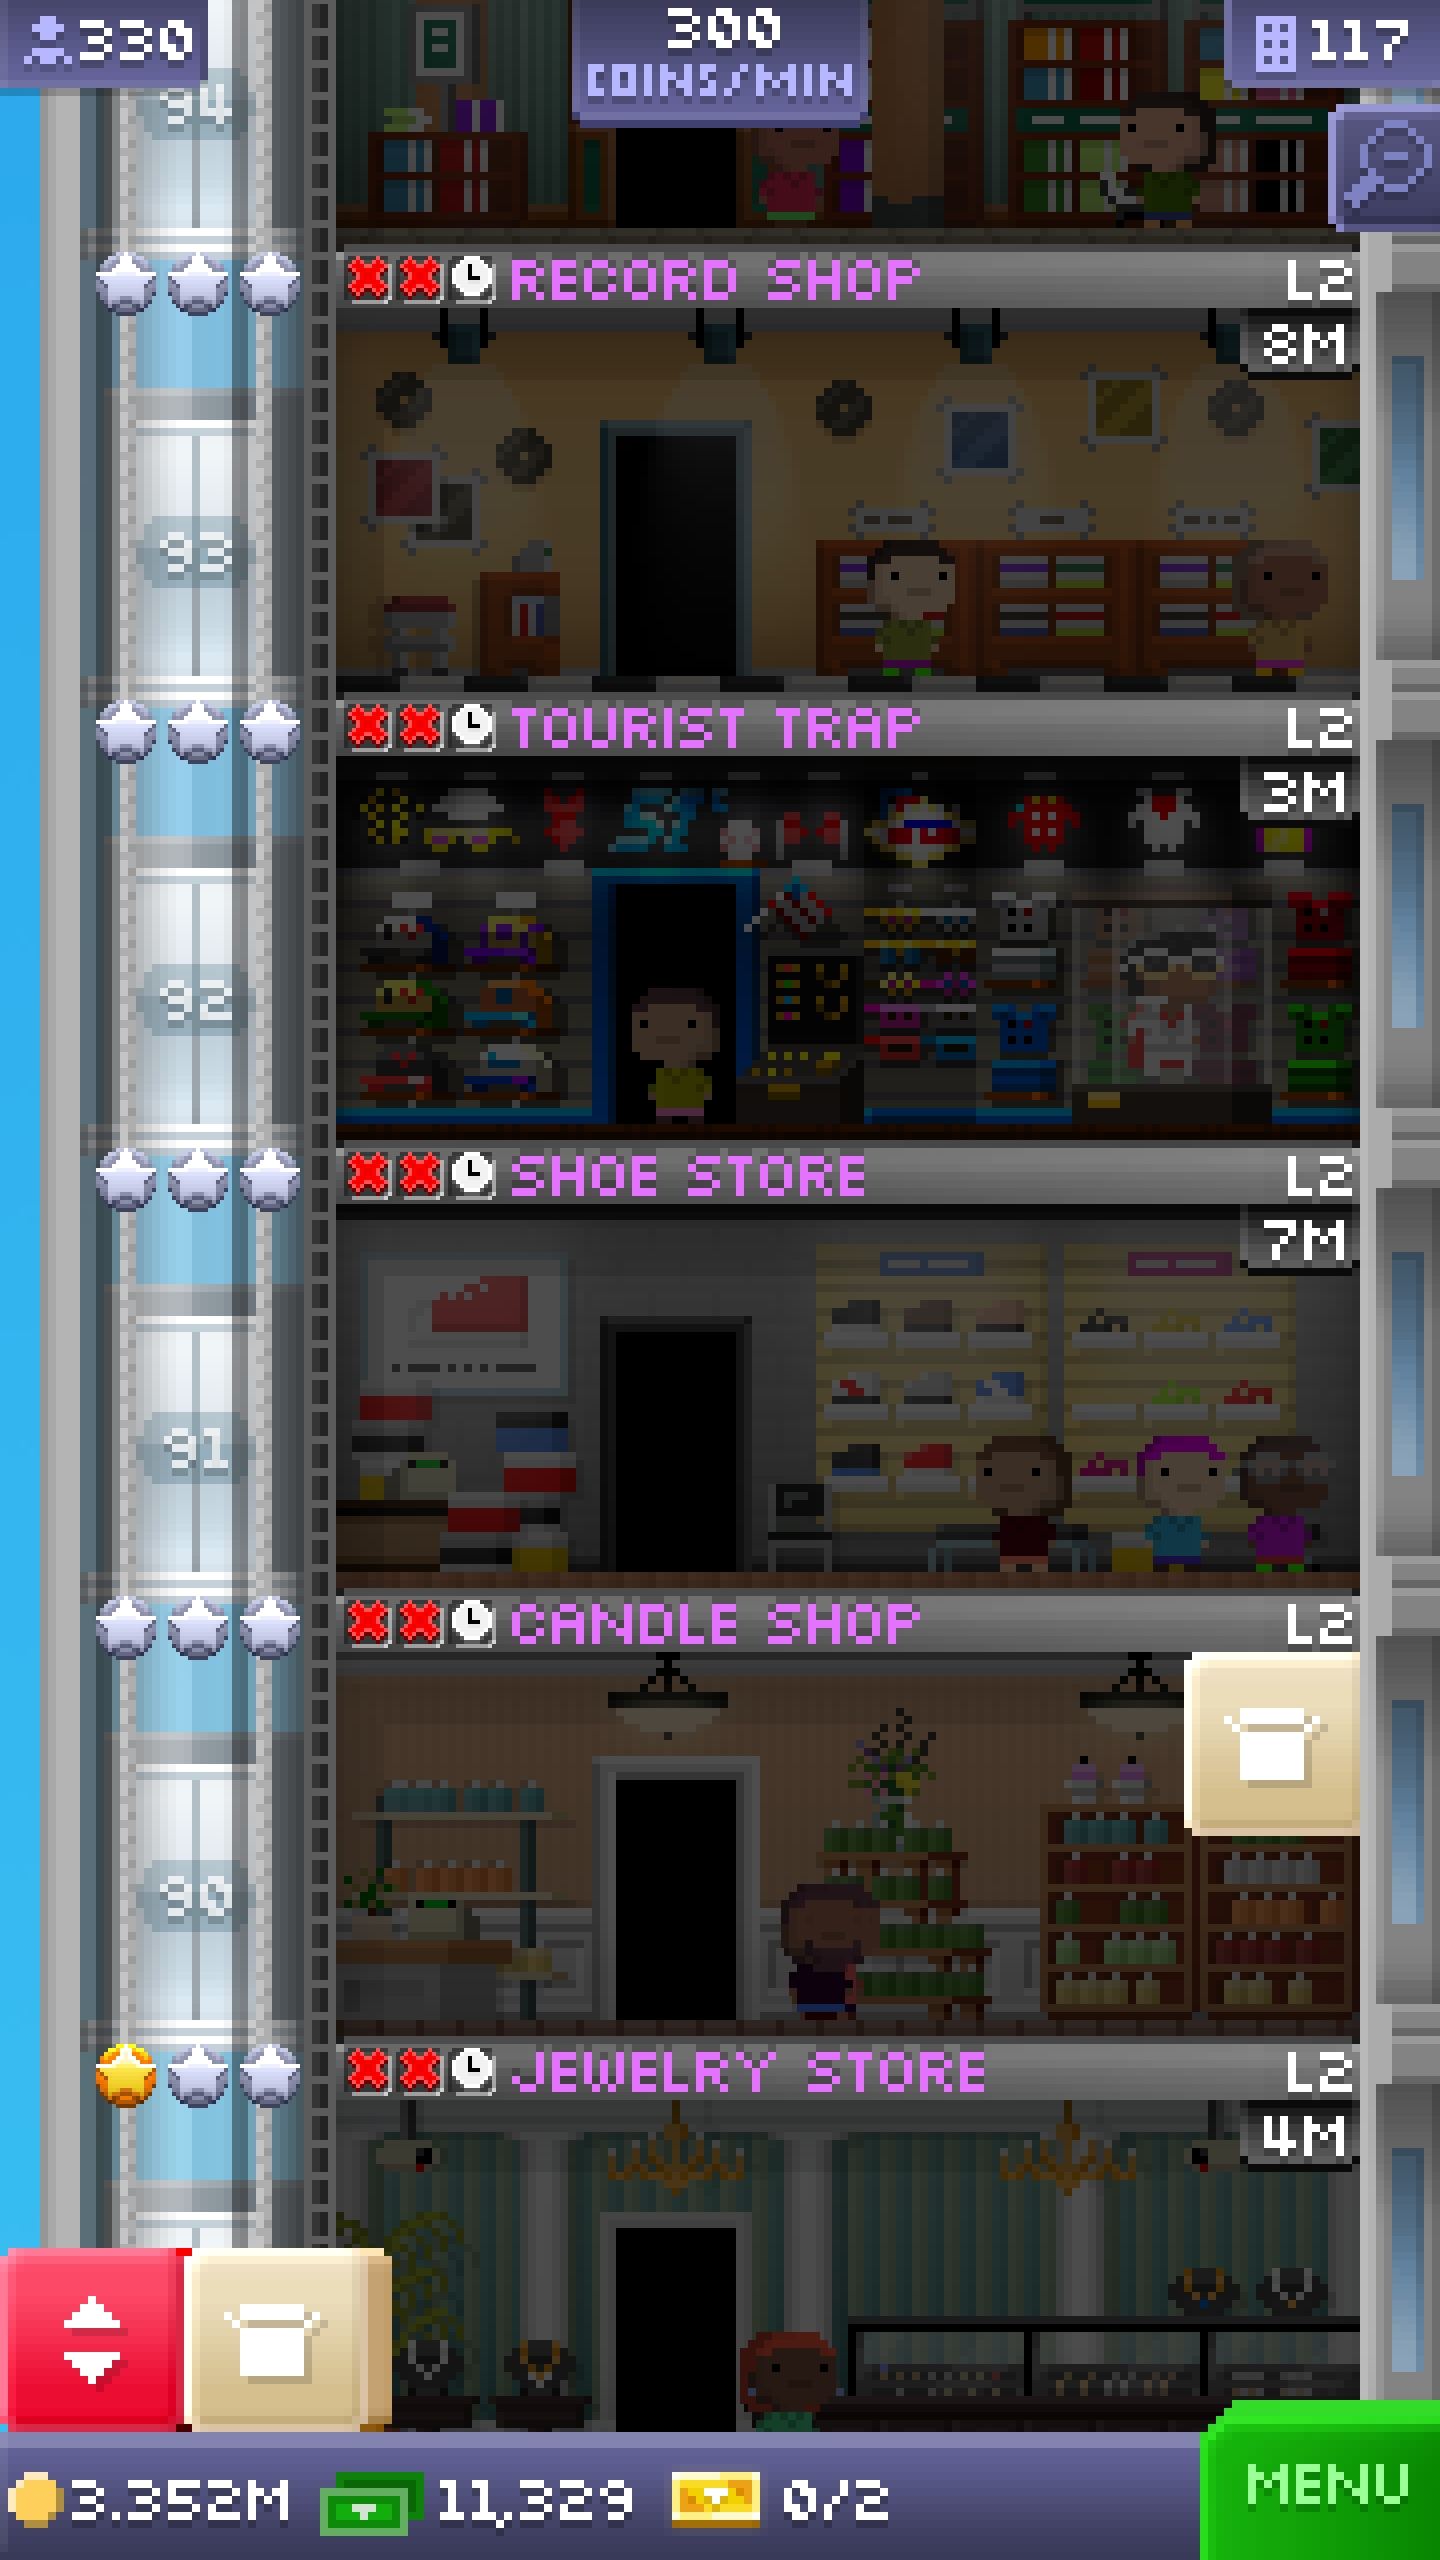 330
300
COINS/MIN
117
94
RECORD SHOP L2
8M
93
TOURIST TRAP L2
3M
92
SHOE STORE L2
7M
91
CANDLE SHOP L2
90
JEWELRY STORE L2
4M
3.352M 11,329 0/2
MENU